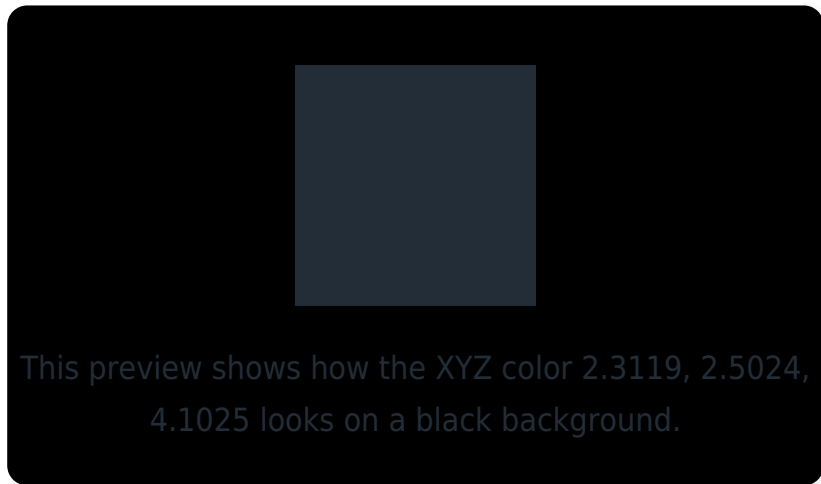 This preview shows how the XYZ color 2.3119, 2.5024,
4.1025 looks on a black background.